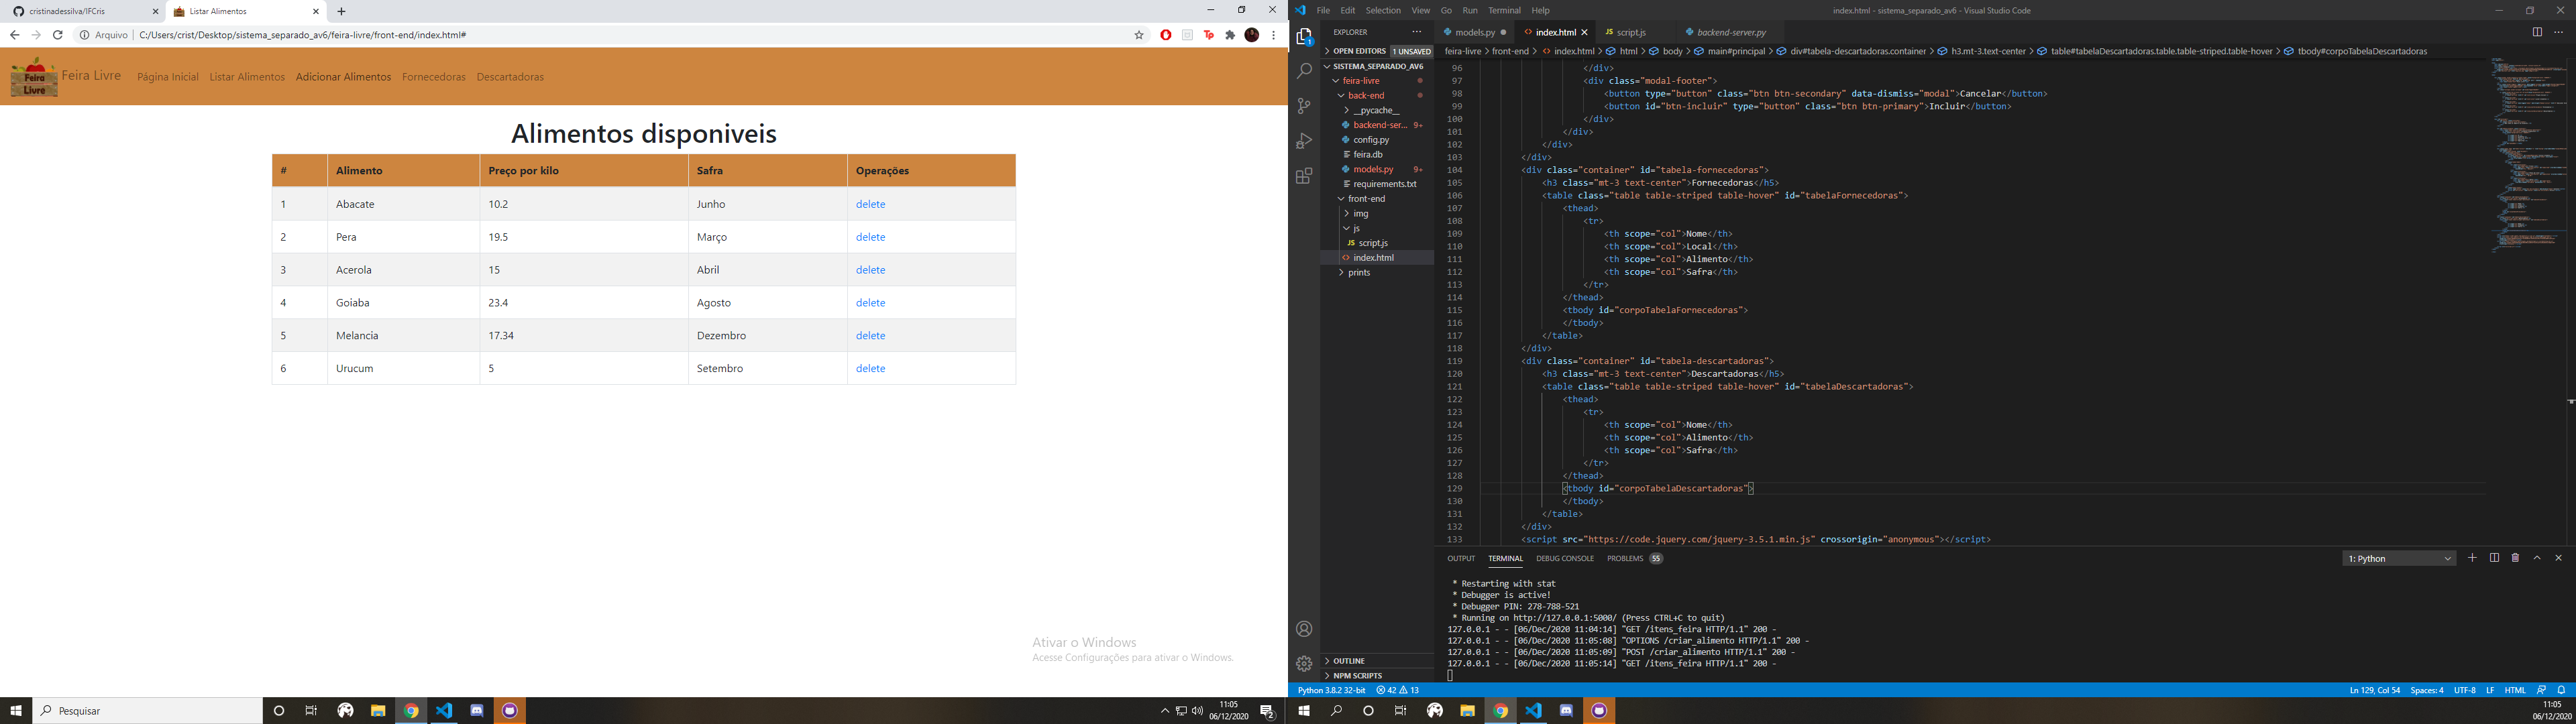 cristinadessilva/IFCris
Listar Alimentos
Arquivo | C:/Users/crist/Desktop/sistema_separado_av6/feira-livre/front-end/index.html#
Feira Livre
Feira Livre Página Inicial Listar Alimentos Adicionar Alimentos Fornecedoras Descartadoras
Alimentos disponiveis
# Alimento Preço por kilo Safra Operações
1 Abacate 10.2 Junho delete
2 Pera 19.5 Março delete
3 Acerola 15 Abril delete
4 Goiaba 23.4 Agosto delete
5 Melancia 17.34 Dezembro delete
6 Urucum 5 Setembro delete
Ativar o Windows
Acesse Configurações para ativar o Windows.
Pesquisar
11:05
06/12/2020
2
File Edit Selection View Go Run Terminal Help
index.html - sistema_separado_av6 - Visual Studio Code
EXPLORER
OPEN EDITORS 1 UNSAVED
SISTEMA_SEPARADO_AV6
feira-livre
back-end
__pycache__
backend-ser... 9+
config.py
feira.db
models.py 9+
requirements.txt
front-end
img
js
JS script.js
index.html
prints
OUTLINE
NPM SCRIPTS
models.py
index.html
JS script.js
backend-server.py
feira-livre > front-end > index.html > html > body > main#principal > div#tabela-descartadoras.container > h3.mt-3.text-center > table#tabelaDescartadoras.table.table-striped.table-hover > tbody#corpoTabelaDescartadoras
96 </div>
97 <div class="modal-footer">
98 <button type="button" class="btn btn-secondary" data-dismiss="modal">Cancelar</button>
99 <button id="btn-incluir" type="button" class="btn btn-primary">Incluir</button>
100 </div>
101 </div>
102 </div>
103 </div>
104 <div class="container" id="tabela-fornecedoras">
105 <h3 class="mt-3 text-center">Fornecedoras</h5>
106 <table class="table table-striped table-hover" id="tabelaFornecedoras">
107 <thead>
108 <tr>
109 <th scope="col">Nome</th>
110 <th scope="col">Local</th>
111 <th scope="col">Alimento</th>
112 <th scope="col">Safra</th>
113 </tr>
114 </thead>
115 <tbody id="corpoTabelaFornecedoras">
116 </tbody>
117 </table>
118 </div>
119 <div class="container" id="tabela-descartadoras">
120 <h3 class="mt-3 text-center">Descartadoras</h5>
121 <table class="table table-striped table-hover" id="tabelaDescartadoras">
122 <thead>
123 <tr>
124 <th scope="col">Nome</th>
125 <th scope="col">Alimento</th>
126 <th scope="col">Safra</th>
127 </tr>
128 </thead>
129 <tbody id="corpoTabelaDescartadoras">
130 </tbody>
131 </table>
132 </div>
133 <script src="https://code.jquery.com/jquery-3.5.1.min.js" crossorigin="anonymous"></script>
OUTPUT TERMINAL DEBUG CONSOLE PROBLEMS 55
1: Python
* Restarting with stat
* Debugger is active!
* Debugger PIN: 278-788-521
* Running on http://127.0.0.1:5000/ (Press CTRL+C to quit)
127.0.0.1 - - [06/Dec/2020 11:04:14] "GET /itens_feira HTTP/1.1" 200 -
127.0.0.1 - - [06/Dec/2020 11:05:08] "OPTIONS /criar_alimento HTTP/1.1" 200 -
127.0.0.1 - - [06/Dec/2020 11:05:09] "POST /criar_alimento HTTP/1.1" 200 -
127.0.0.1 - - [06/Dec/2020 11:05:14] "GET /itens_feira HTTP/1.1" 200 -
Python 3.8.2 32-bit 42 13
Ln 129, Col 54 Spaces: 4 UTF-8 LF HTML
11:05
06/12/2020